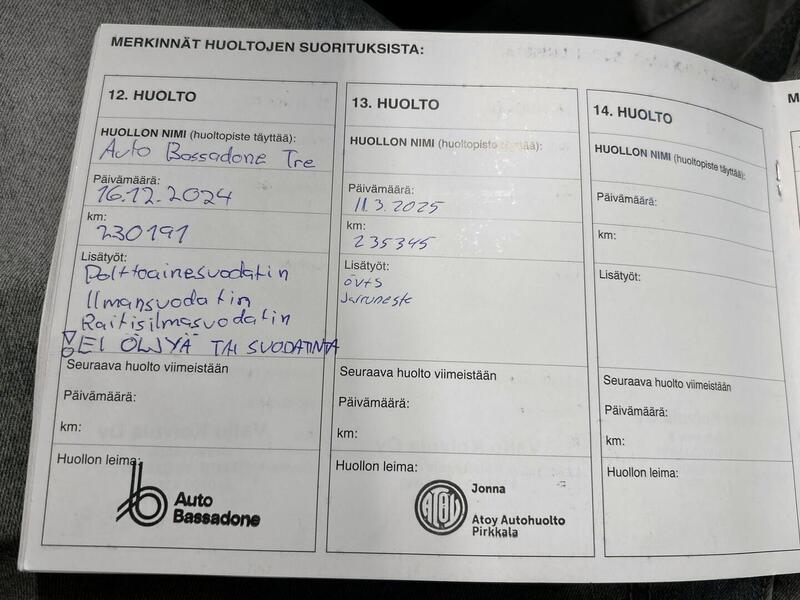 MERKINNÄT HUOLTOJEN SUORITUKSISTA:
12. HUOLTO
HUOLLON NIMI (huoltopiste täyttää):
Auto Bassadone Tre
Päivämäärä:
16.12.2024
km:
230191
Lisätyöt:
Polttoainesuodatin
Ilmansuodatin
Raitisilmasuodatin
! EI ÖLJYÄ TAI SUODATINTA
Seuraava huolto viimeistään
Päivämäärä:
km:
Huollon leima:
Auto
Bassadone
13. HUOLTO
HUOLLON NIMI (huoltopiste täyttää):
Päivämäärä:
11.3.2025
km:
235345
Lisätyöt:
övts
Jarruneste
Seuraava huolto viimeistään
Päivämäärä:
km:
Huollon leima:
ATOY
Jonna
Atoy Autohuolto
Pirkkala
14. HUOLTO
HUOLLON NIMI (huoltopiste täyttää):
Päivämäärä:
km:
Lisätyöt:
Seuraava huolto viimeistään
Päivämäärä:
km:
Huollon leima: